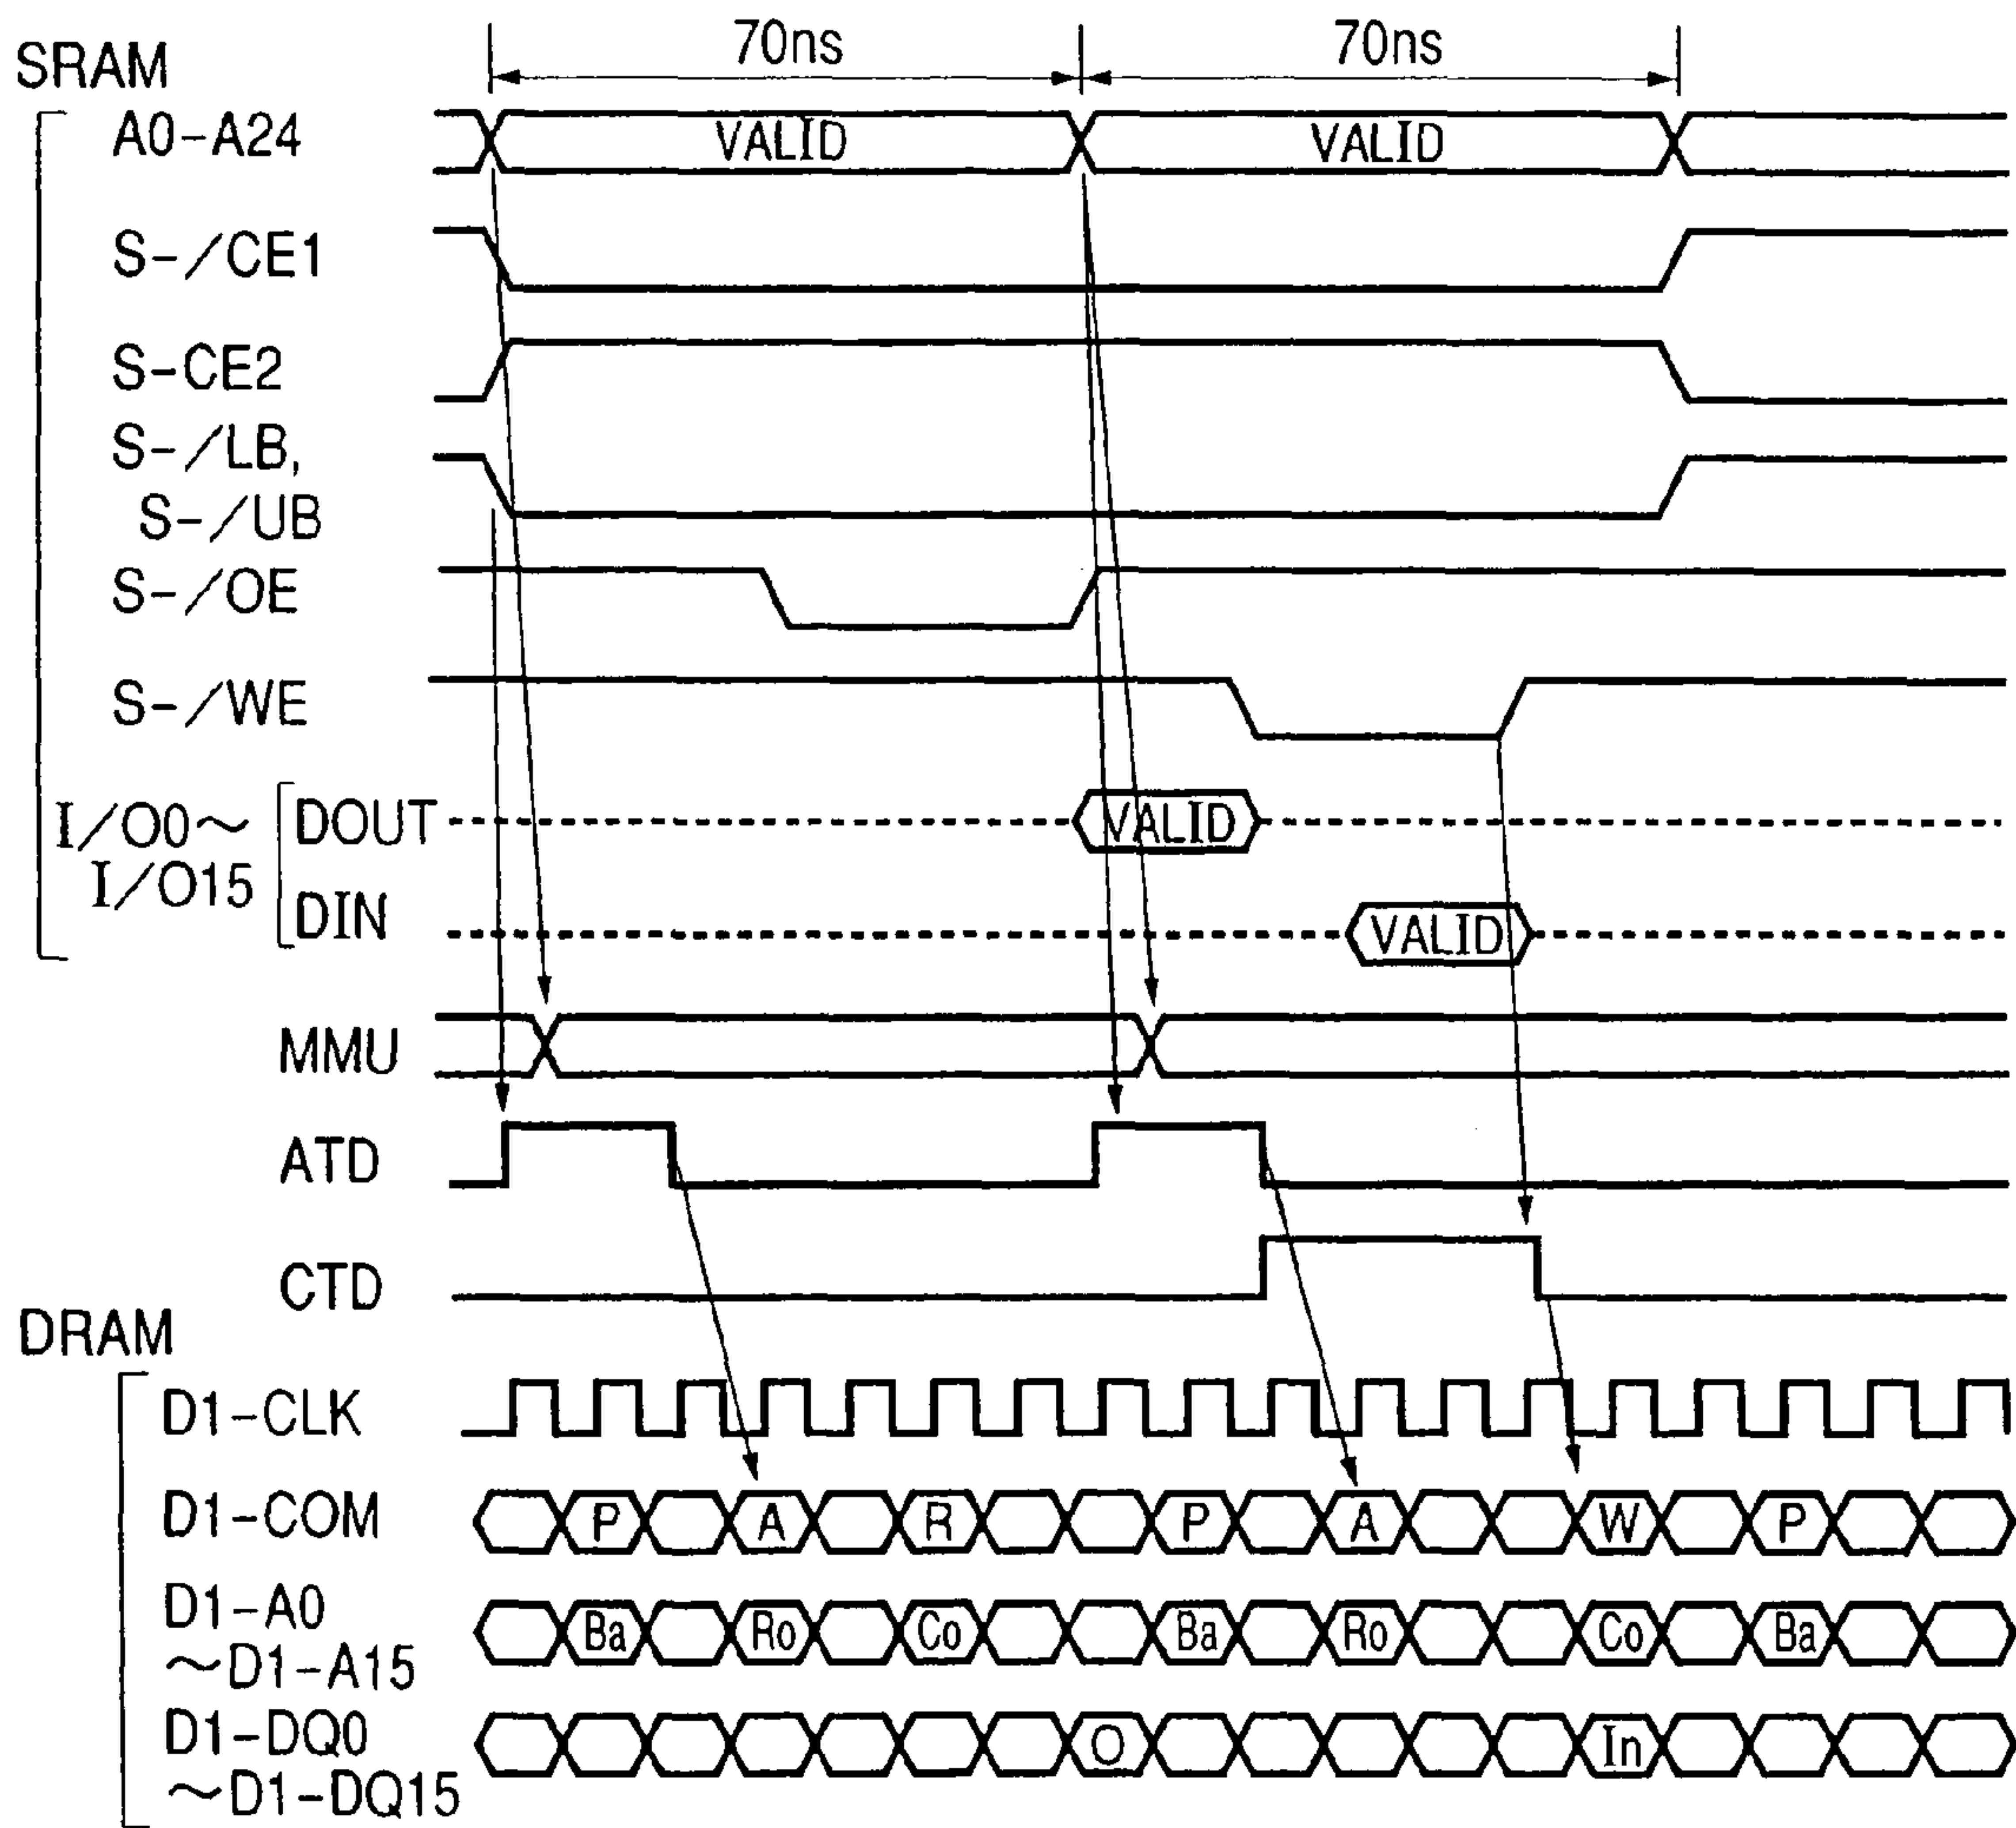 70ns 70ns
SRAM
A0-A24 VALID VALID
S-/CE1
S-CE2
S-/LB,
S-/UB
S-/OE
S-/WE
I/O0~ DOUT VALID
I/O15 DIN VALID
MMU
ATD
CTD
DRAM
D1-CLK
D1-COM P A R P A W P
D1-A0 Ba Ro Co Ba Ro Co Ba
~D1-A15
D1-DQ0 O In
~D1-DQ15